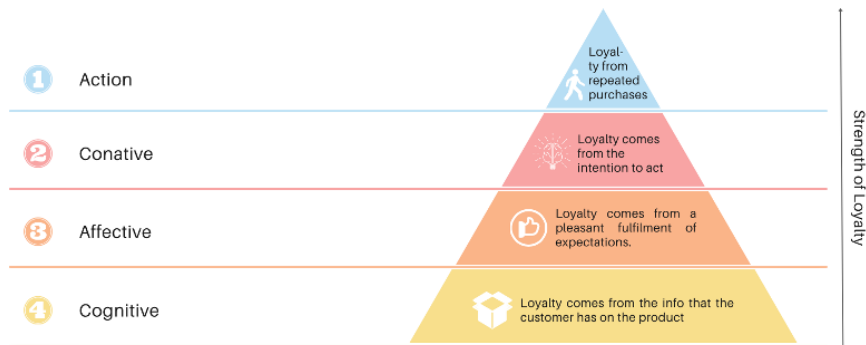 1 Action
Loyal-
ty from
repeated
purchases
2 Conative
Loyalty comes
from the
intention to act
3 Affective
Loyalty comes from a
pleasant fulfilment of
expectations.
4 Cognitive
Loyalty comes from the info that the
customer has on the product
Strength of Loyalty